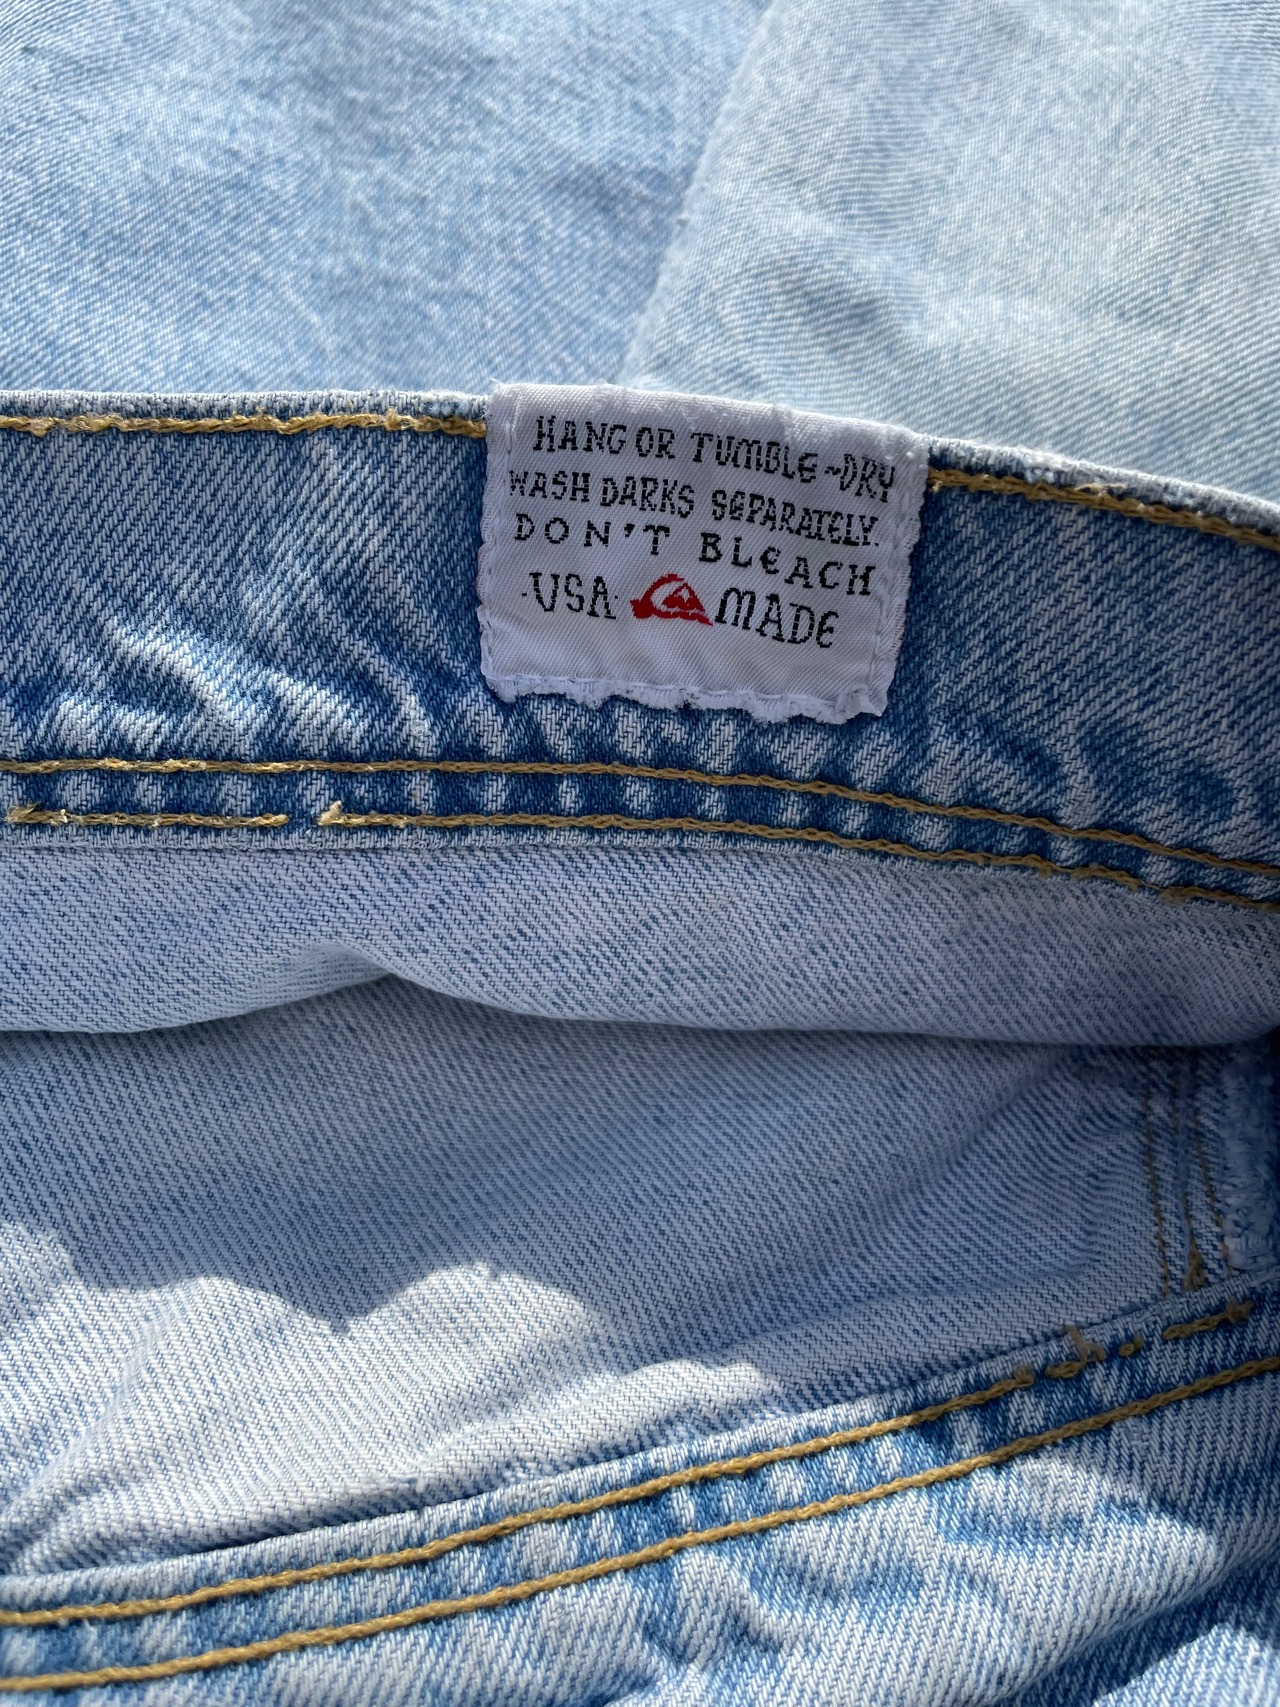 HANG OR TUMBLE~DRY
WASH DARKS SEPARATELY.
DON'T BLEACH
·USA· MADE